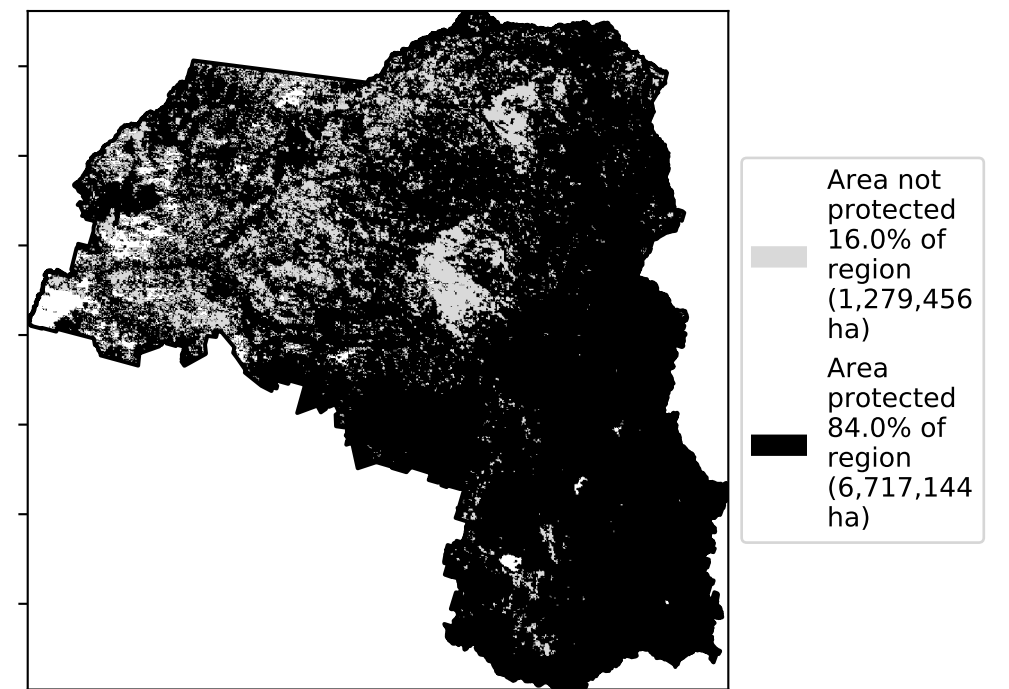 Area not
protected
16.0% of
region
(1,279,456
ha)
Area
protected
84.0% of
region
(6,717,144
ha)